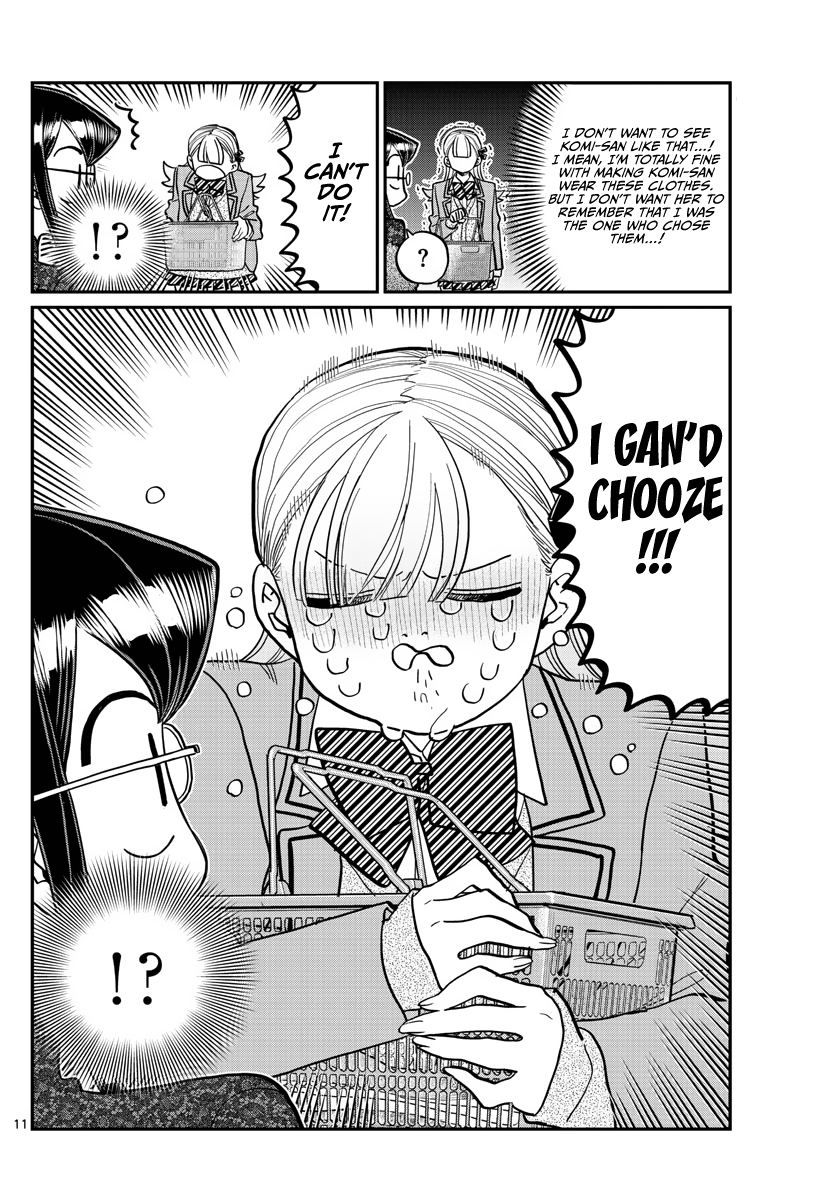 I DON'T WANT TO SEE
KOMI-SAN LIKE THAT...!
I MEAN, I'M TOTALLY FINE
WITH MAKING KOMI-SAN
WEAR THESE CLOTHES.
BUT I DON'T WANT HER TO
REMEMBER THAT I WAS
THE ONE WHO CHOSE
THEM...!
?
I
CAN'T
DO
IT!
!?
I GAN'D
CHOOZE
!!!
!?
11